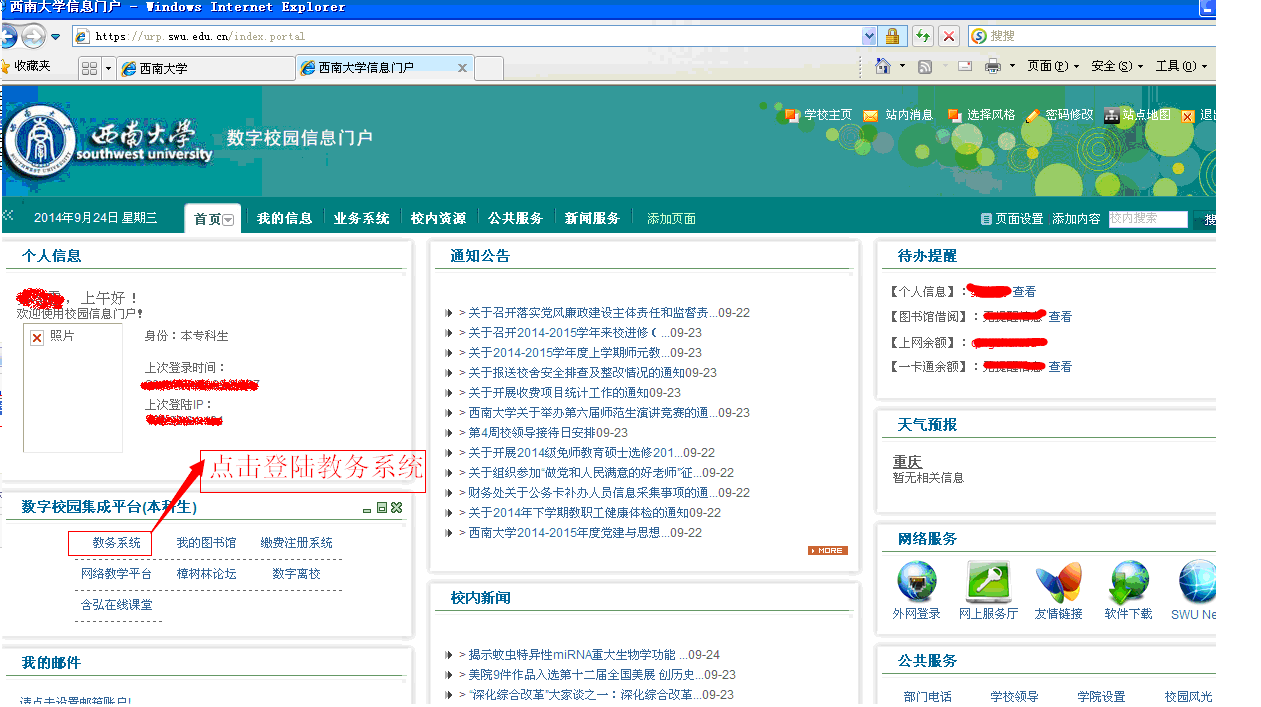 西南大学信息门户 - Windows Internet Explorer
https://urp.swu.edu.cn/index.portal
搜搜
收藏夹
西南大学
西南大学信息门户
页面(P)
安全(S)
工具(O)
西南大学
southwest university
数字校园信息门户
学校主页
站内消息
选择风格
密码修改
站点地图
退出
2014年9月24日 星期三
首页
我的信息
业务系统
校内资源
公共服务
新闻服务
添加页面
页面设置
添加内容
校内搜索
搜
个人信息
，上午好！
欢迎使用校园信息门户!
照片
身份：本专科生
上次登录时间：
上次登陆IP：
点击登陆教务系统
数字校园集成平台(本科生)
教务系统
我的图书馆
缴费注册系统
网络教学平台
樟树林论坛
数字离校
含弘在线课堂
我的邮件
请点击设置邮箱账户!
通知公告
> 关于召开落实党风廉政建设主体责任和监督责...09-22
> 关于召开2014-2015学年来校进修（ ...09-23
> 关于2014-2015学年度上学期师元教...09-23
> 关于报送校舍安全排查及整改情况的通知09-23
> 关于开展收费项目统计工作的通知09-23
> 西南大学关于举办第六届师范生演讲竞赛的通...09-23
> 第4周校领导接待日安排09-23
> 关于开展2014级免师教育硕士选修201...09-22
> 关于组织参加“做党和人民满意的好老师”征...09-22
> 财务处关于公务卡补办人员信息采集事项的通...09-22
> 关于2014年下学期教职工健康体检的通知09-22
> 西南大学2014-2015年度党建与思想...09-22
MORE
校内新闻
> 揭示蚊虫特异性miRNA重大生物学功能 ...09-24
> 美院9件作品入选第十二届全国美展 创历史...09-23
> “深化综合改革”大家谈之一：深化综合改革...09-23
待办提醒
【个人信息】：查看
【图书馆借阅】：无提醒信息 查看
【上网余额】：
【一卡通余额】：无提醒信息 查看
天气预报
重庆
暂无相关信息
网络服务
外网登录
网上服务厅
友情链接
软件下载
SWU Ne
公共服务
部门电话
学校领导
学院设置
校园风光